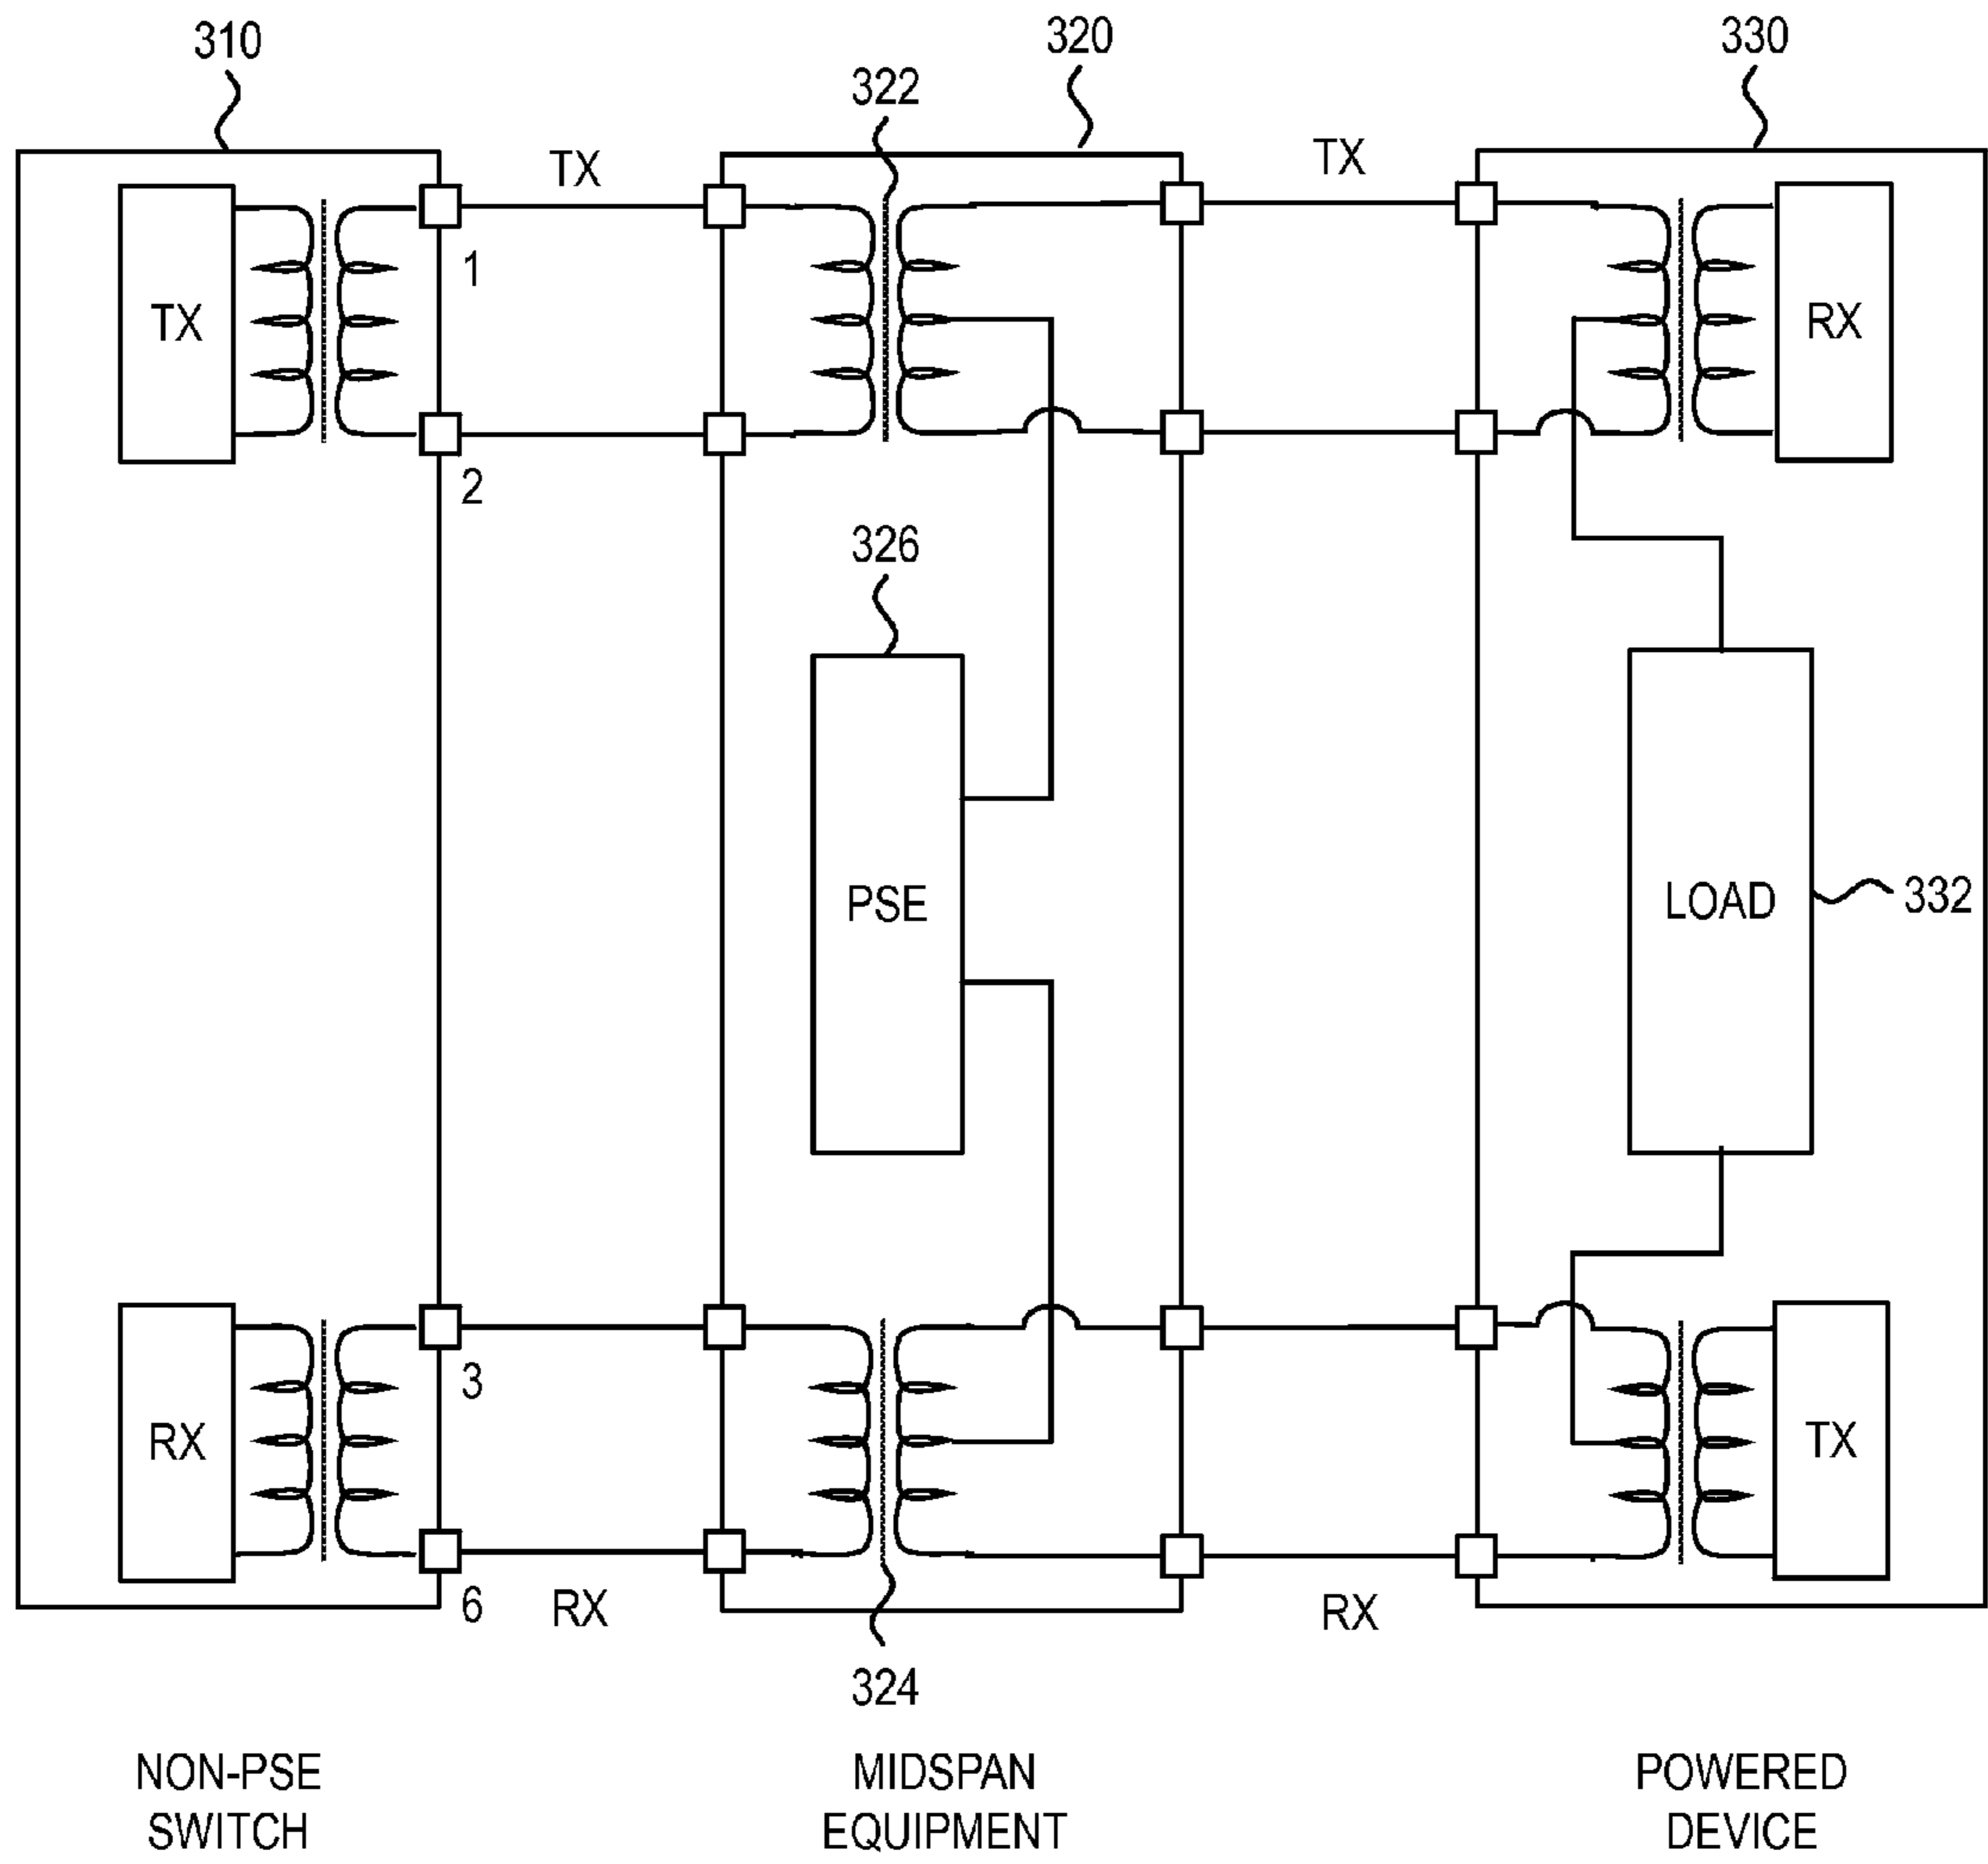 310
320
330
322
TX
TX
1
TX
RX
2
326
PSE
LOAD
332
3
RX
TX
6
RX
RX
324
NON-PSE
SWITCH
MIDSPAN
EQUIPMENT
POWERED
DEVICE